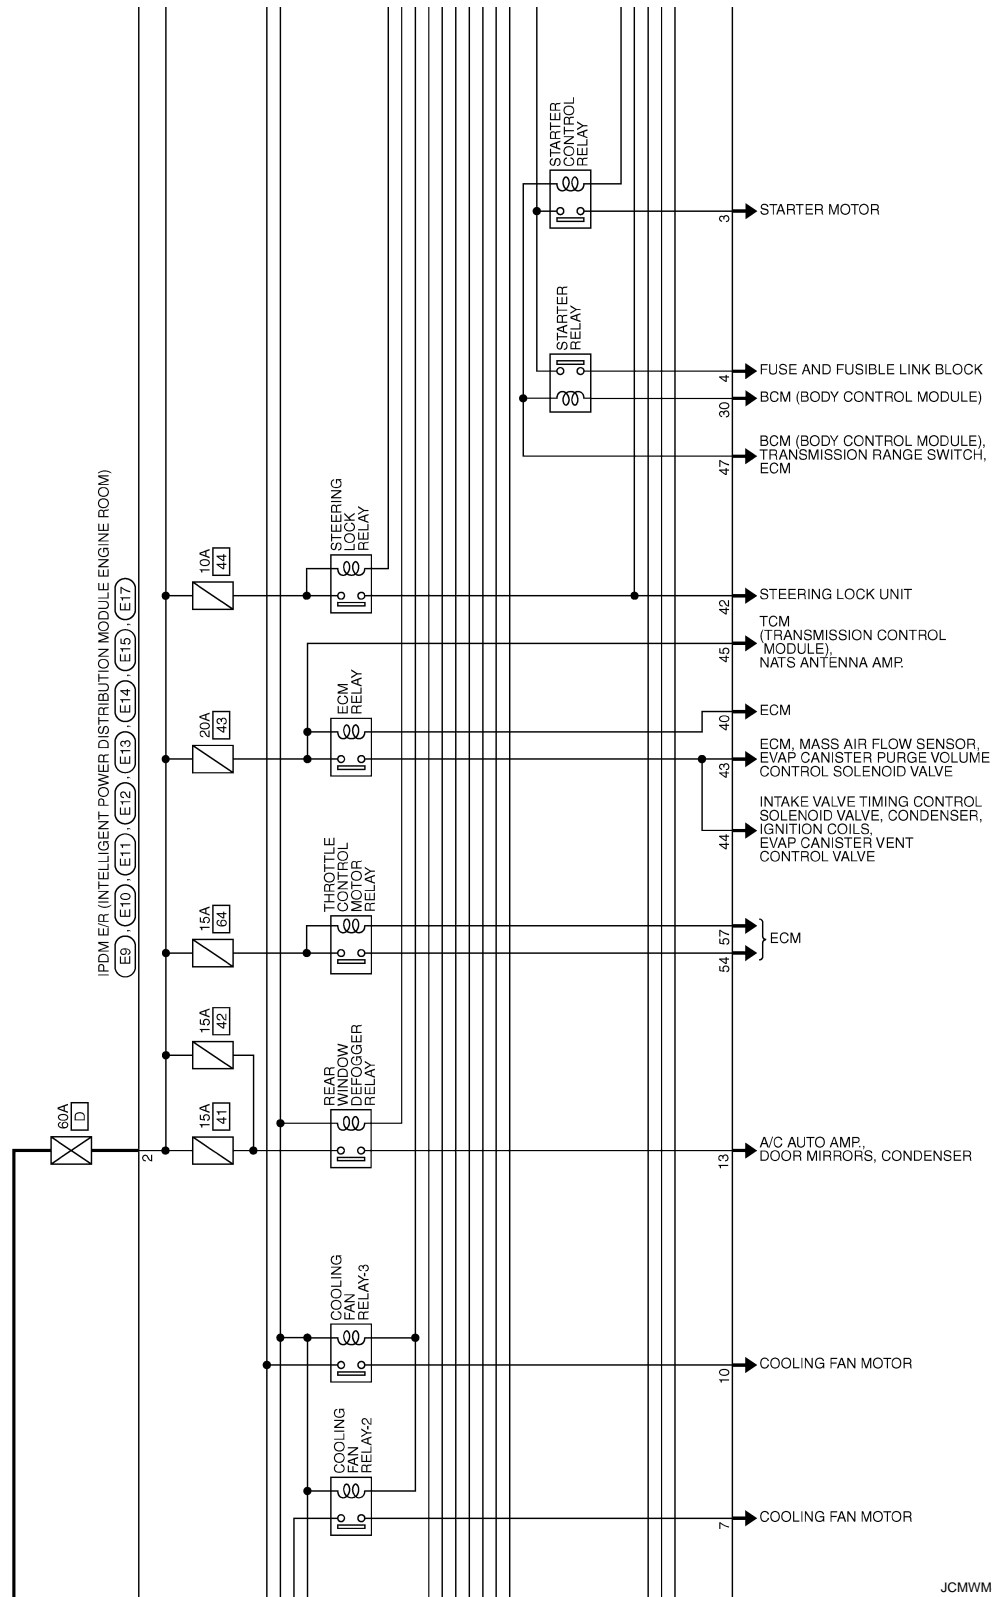 STARTER
CONTROL
RELAY
3
STARTER MOTOR
STARTER
RELAY
4
FUSE AND FUSIBLE LINK BLOCK
30
BCM (BODY CONTROL MODULE)
47
BCM (BODY CONTROL MODULE),
TRANSMISSION RANGE SWITCH,
ECM
IPDM E/R (INTELLIGENT POWER DISTRIBUTION MODULE ENGINE ROOM)
E9 , E10 , E11 , E12 , E13 , E14 , E15 , E17
10A
44
STEERING
LOCK
RELAY
42
STEERING LOCK UNIT
45
TCM
(TRANSMISSION CONTROL
MODULE),
NATS ANTENNA AMP.
20A
43
ECM
RELAY
40
ECM
43
ECM, MASS AIR FLOW SENSOR,
EVAP CANISTER PURGE VOLUME
CONTROL SOLENOID VALVE
44
INTAKE VALVE TIMING CONTROL
SOLENOID VALVE, CONDENSER,
IGNITION COILS,
EVAP CANISTER VENT
CONTROL VALVE
15A
64
THROTTLE
CONTROL
MOTOR
RELAY
57
54
ECM
15A
42
60A
D
2
15A
41
REAR
WINDOW
DEFOGGER
RELAY
13
A/C AUTO AMP.,
DOOR MIRRORS, CONDENSER
COOLING
FAN
RELAY-3
10
COOLING FAN MOTOR
COOLING
FAN
RELAY-2
7
COOLING FAN MOTOR
JCMWM